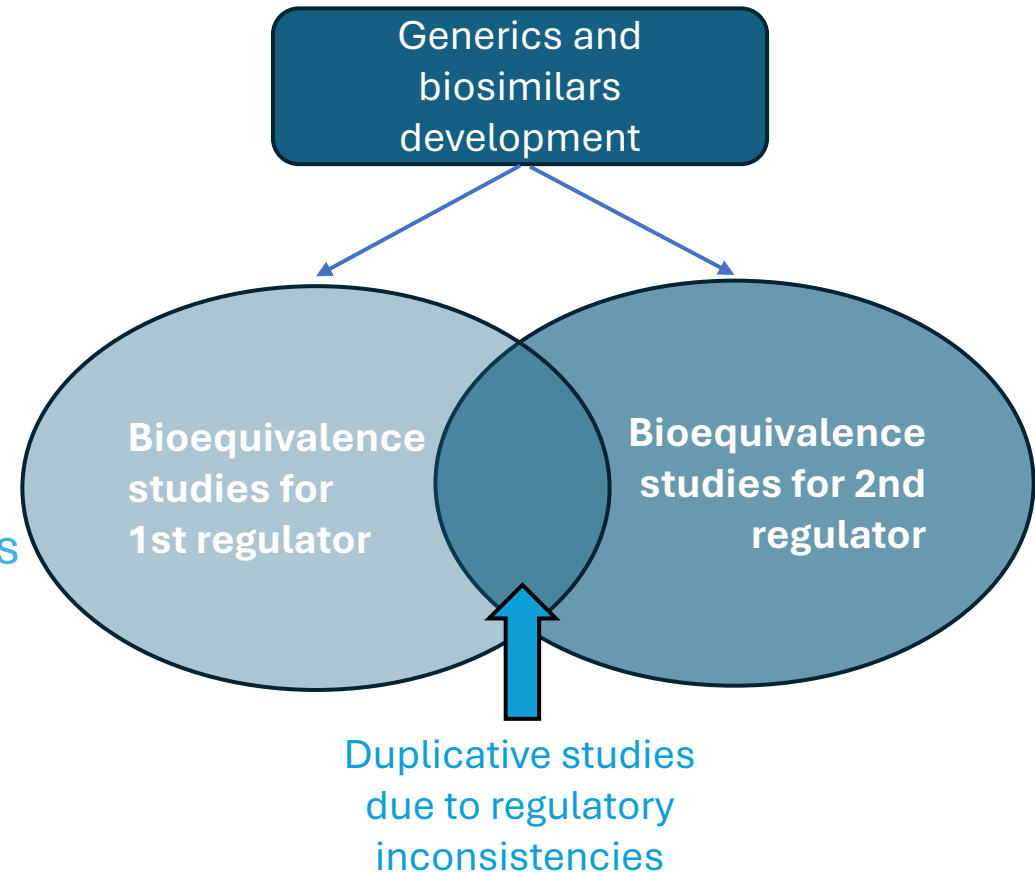 Generics and
biosimilars
development
Bioequivalence
studies for
1st regulator
Bioequivalence
studies for 2nd
regulator
s
Duplicative studies
due to regulatory
inconsistencies